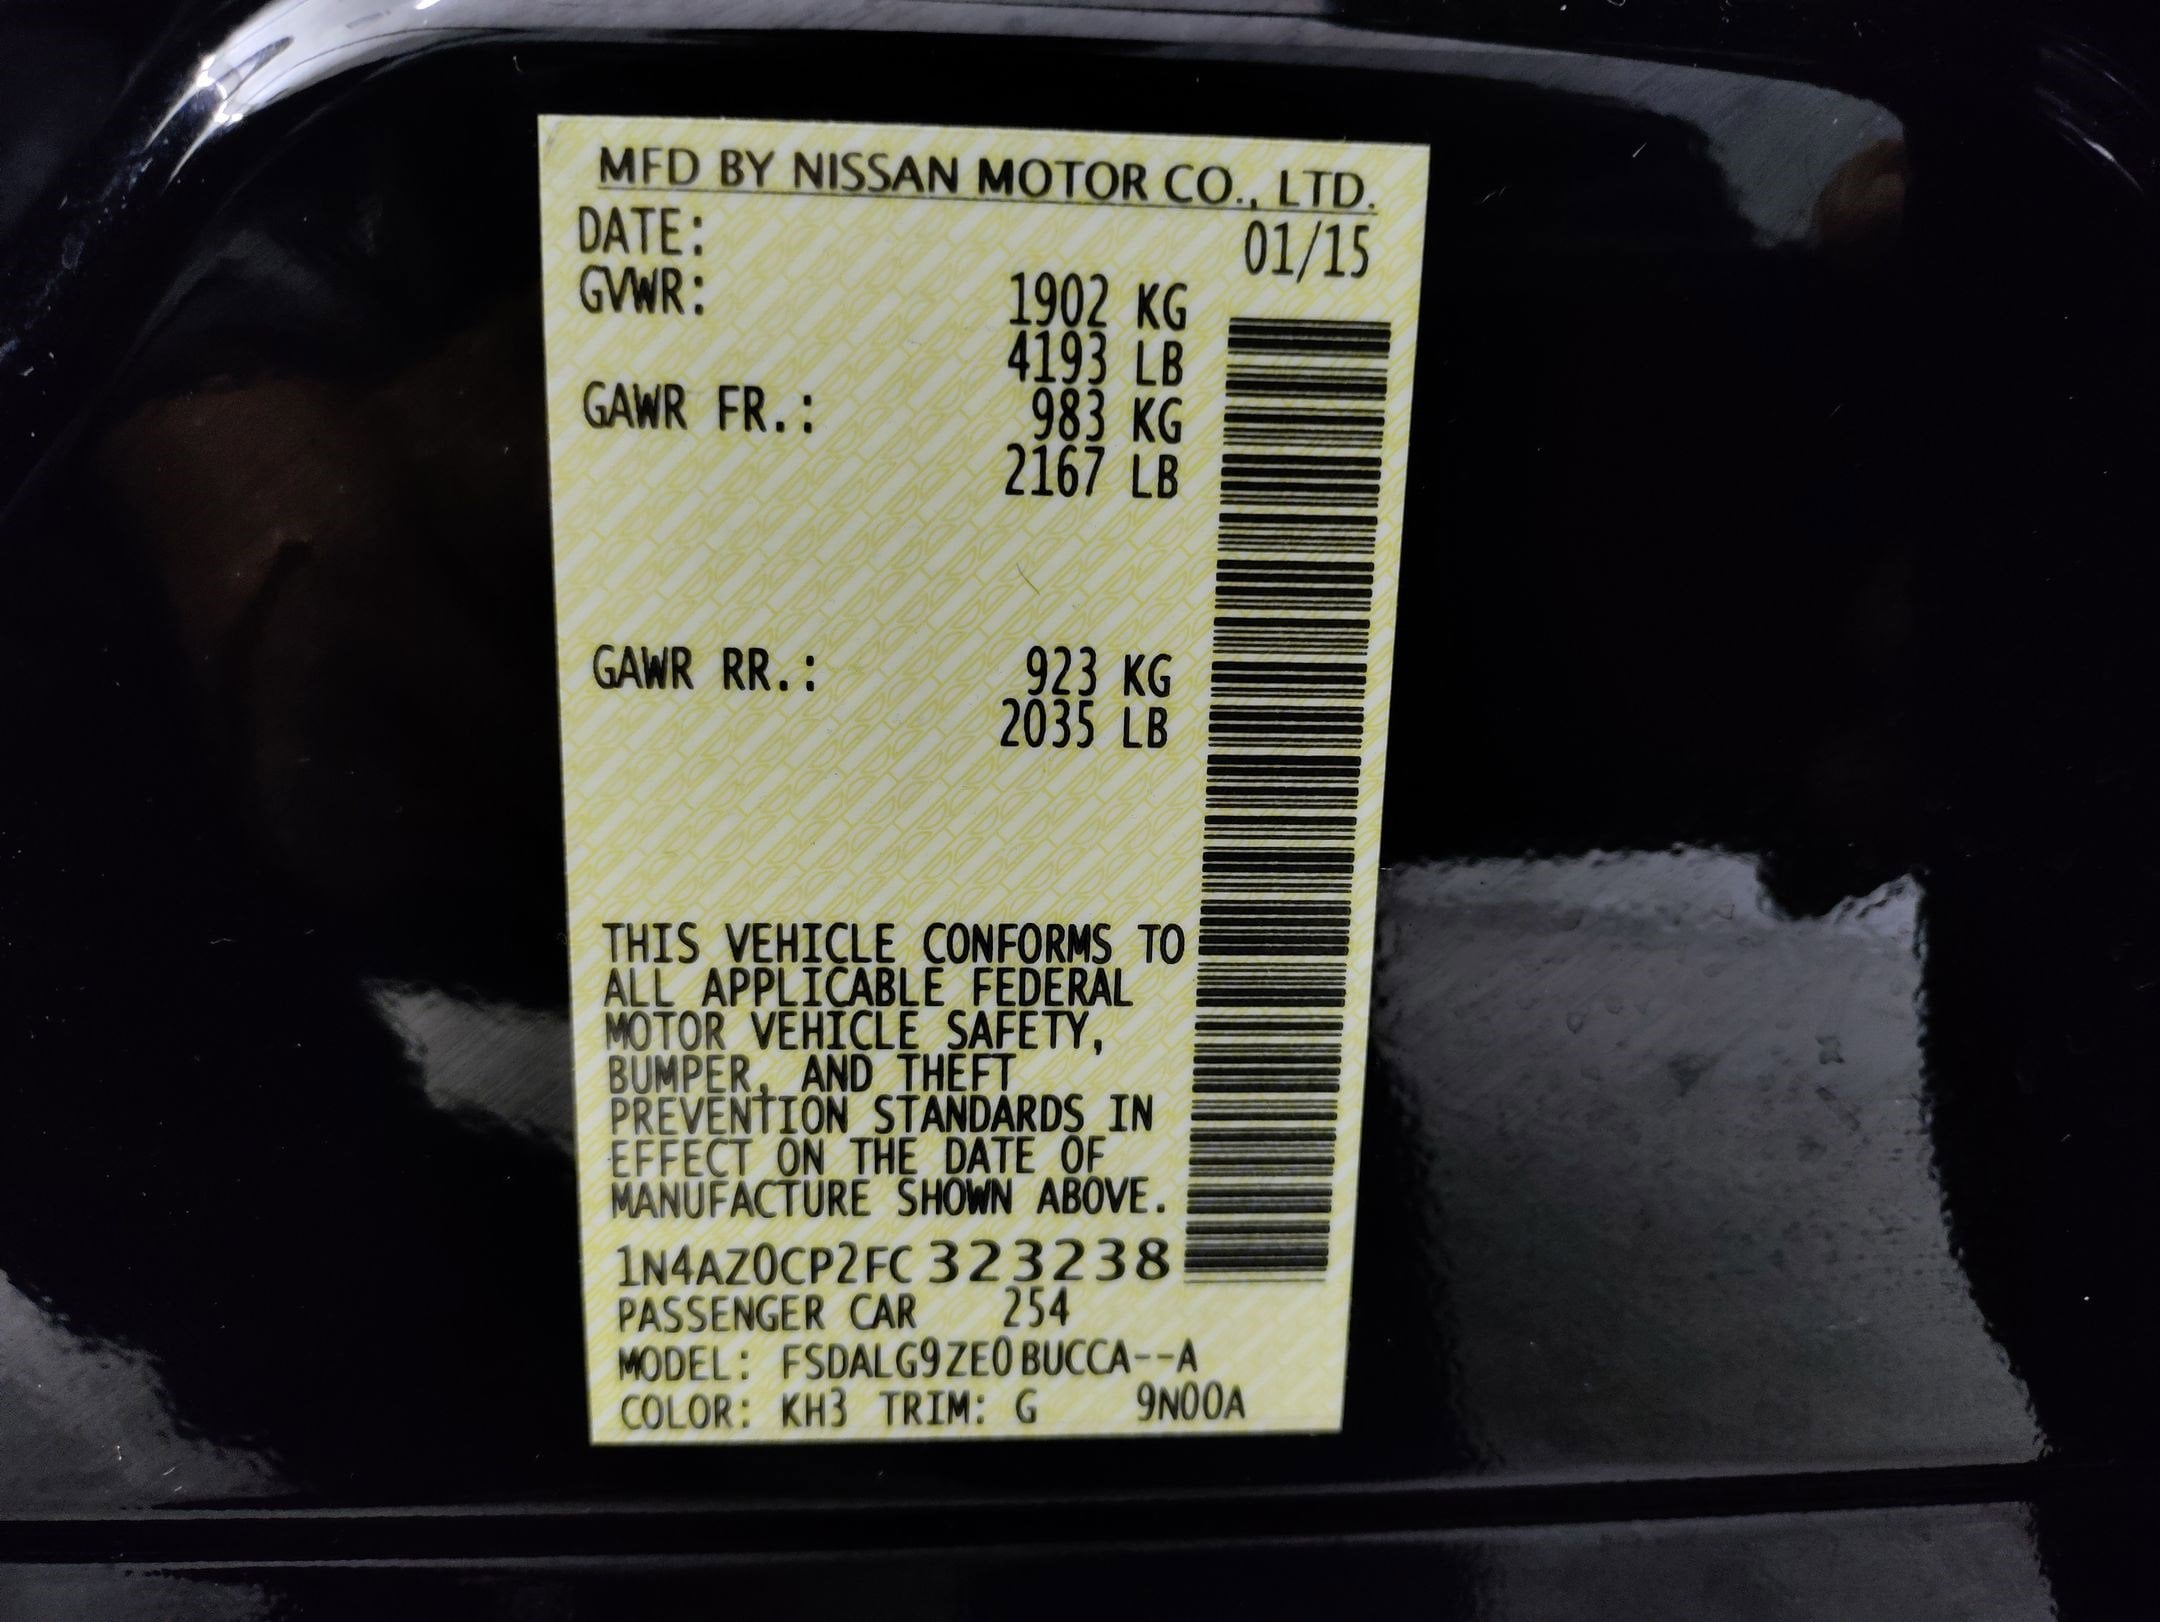 MFD BY NISSAN MOTOR CO., LTD.
DATE: 01/15
GVWR: 1902 KG
4193 LB
GAWR FR.: 983 KG
2167 LB
GAWR RR.: 923 KG
2035 LB
THIS VEHICLE CONFORMS TO
ALL APPLICABLE FEDERAL
MOTOR VEHICLE SAFETY,
BUMPER, AND THEFT
PREVENTION STANDARDS IN
EFFECT ON THE DATE OF
MANUFACTURE SHOWN ABOVE.
1N4AZ0CP2FC323238
PASSENGER CAR 254
MODEL: FSDALG9ZE0BUCCA--A
COLOR: KH3 TRIM: G 9N00A